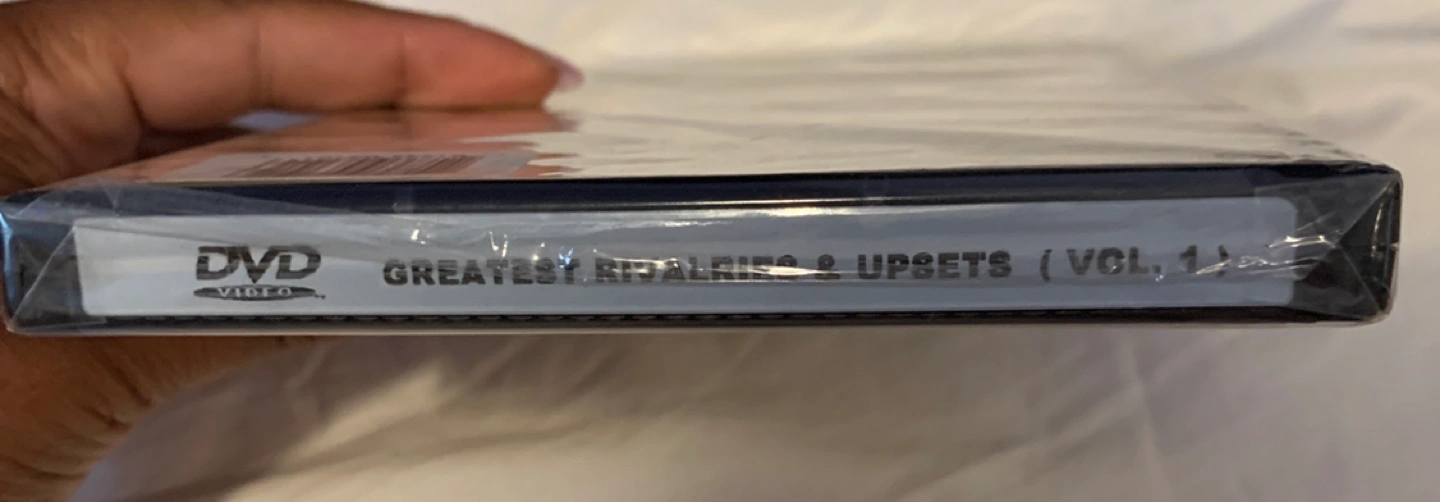 DVD
VIDEO
GREATEST RIVALRIES & UPSETS ( VOL. 1 )